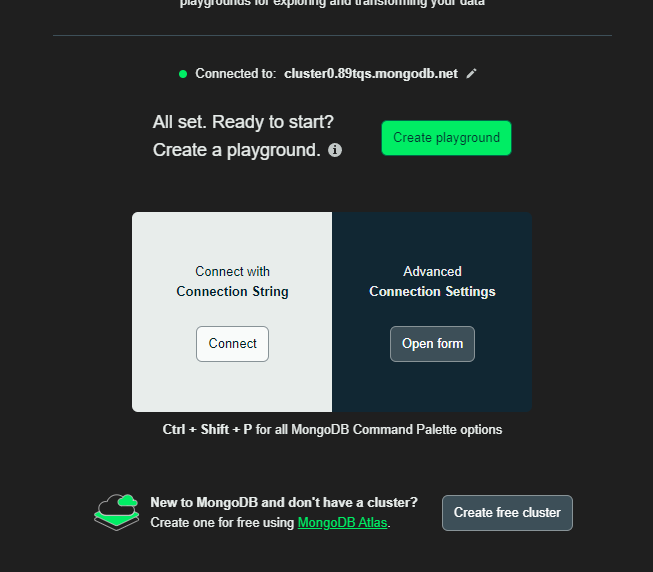 playgrounds for exploring and transforming your data
Connected to: cluster0.89tqs.mongodb.net
All set. Ready to start?
Create a playground.
Create playground
Connect with
Connection String
Connect
Advanced
Connection Settings
Open form
Ctrl + Shift + P for all MongoDB Command Palette options
New to MongoDB and don't have a cluster?
Create one for free using MongoDB Atlas.
Create free cluster